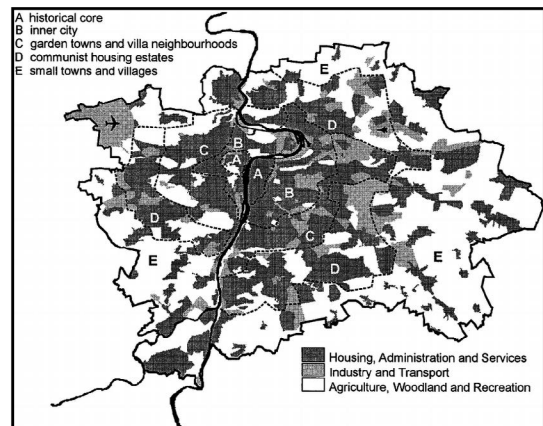 A historical core
B inner city
C garden towns and villa neighbourhoods
D communist housing estates
E small towns and villages
E
D
C
B
A
A
B
D
C
E
D
E
Housing, Administration and Services
Industry and Transport
Agriculture, Woodland and Recreation